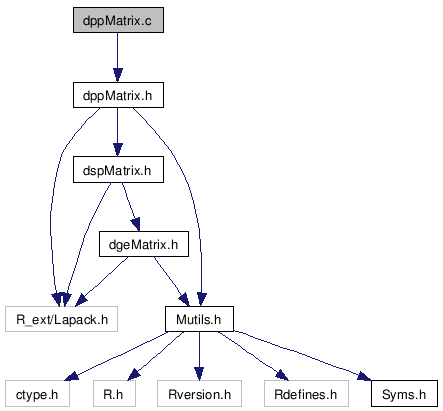 dppMatrix.c
dppMatrix.h
dspMatrix.h
dgeMatrix.h
R_ext/Lapack.h
Mutils.h
ctype.h
R.h
Rversion.h
Rdefines.h
Syms.h